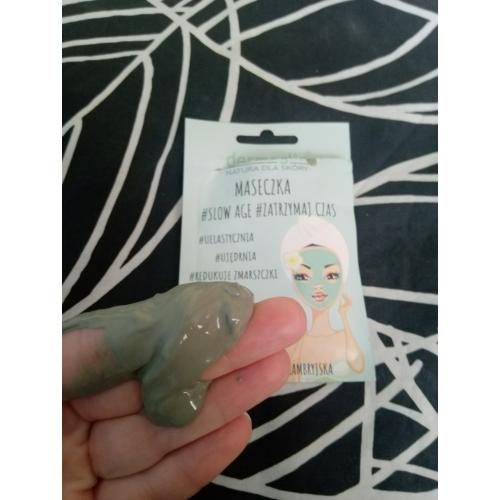 NATURA DLA SKÓRY
MASECZKA
#SLOW AGE #ZATRZYMAJ CZAS
#UELASTYCZNIA
#UJĘDRNIA
#REDUKUJE ZMARSZCZKI